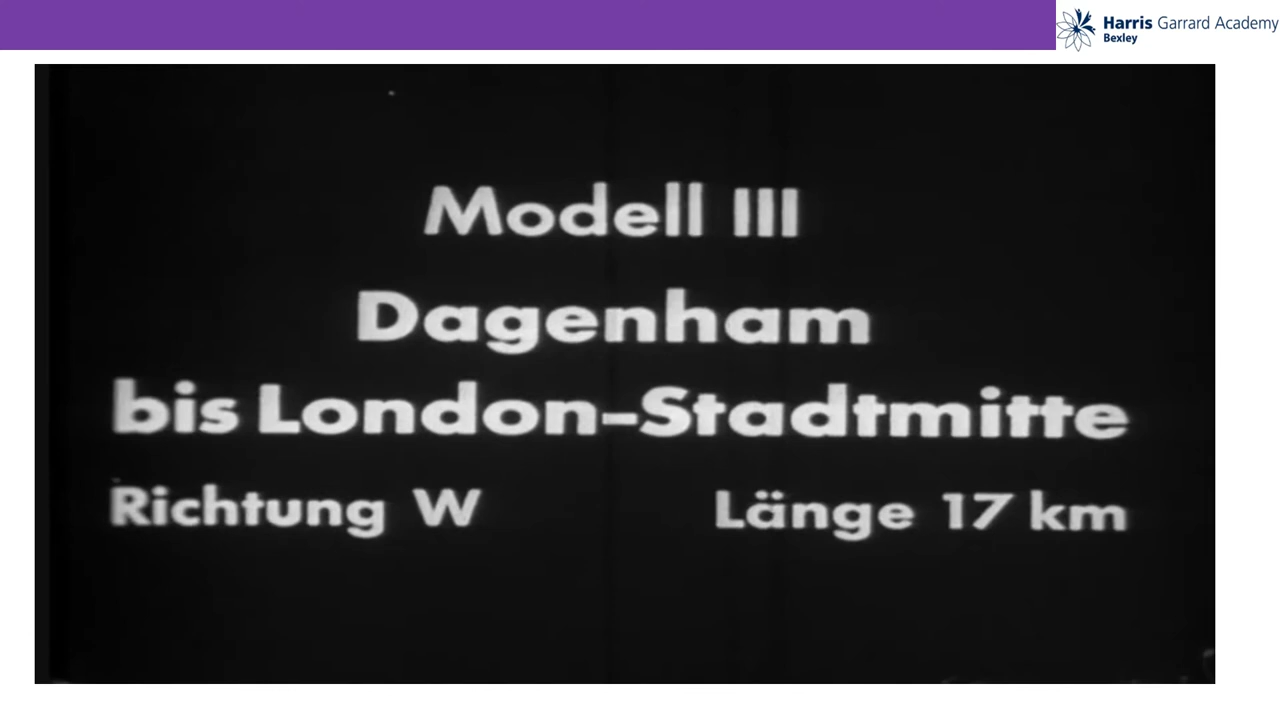 Harris Garrard Academy
Bexley
Modell III
Dagenham
bis London-Stadtmitte
Richtung W Länge 17 km